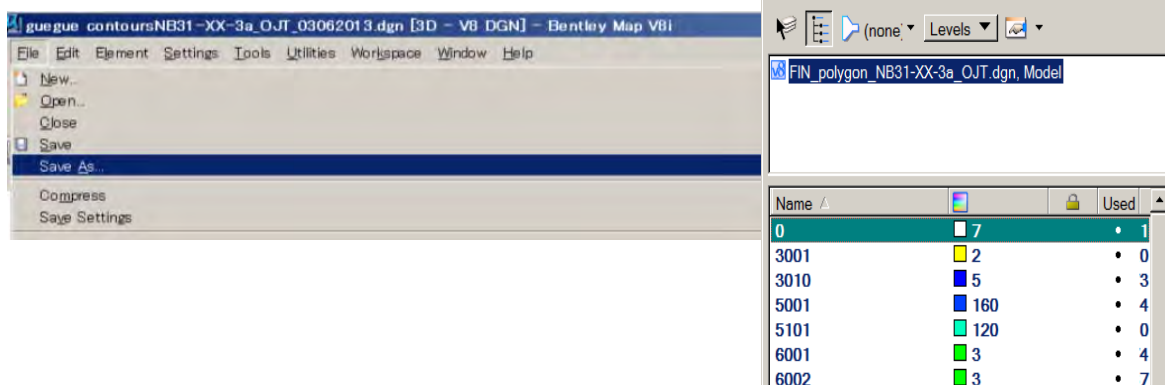 guegue contoursNB31-XX-3a_OJT_03062013.dgn [3D - V8 DGN] - Bentley Map V8i
File Edit Element Settings Tools Utilities Workspace Window Help
New...
Open...
Close
Save
Save As...
Compress
Save Settings
(none) Levels
V8 FIN_polygon_NB31-XX-3a_OJT.dgn, Model
Name Used
0 7 • 1
3001 2 • 0
3010 5 • 3
5001 160 • 4
5101 120 • 0
6001 3 • 4
6002 3 • 7